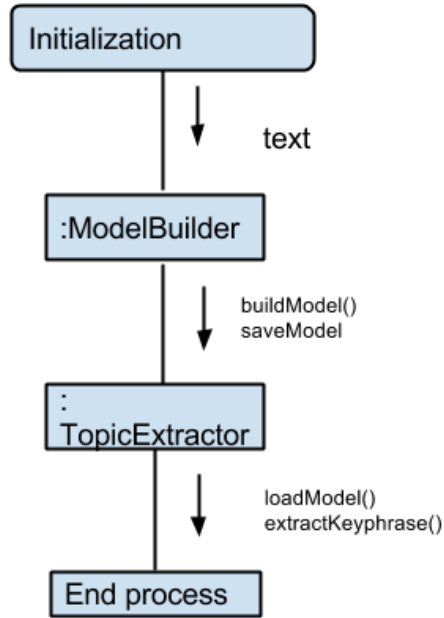 Initialization
text
:ModelBuilder
buildModel()
saveModel
:
TopicExtractor
loadModel()
extractKeyphrase()
End process